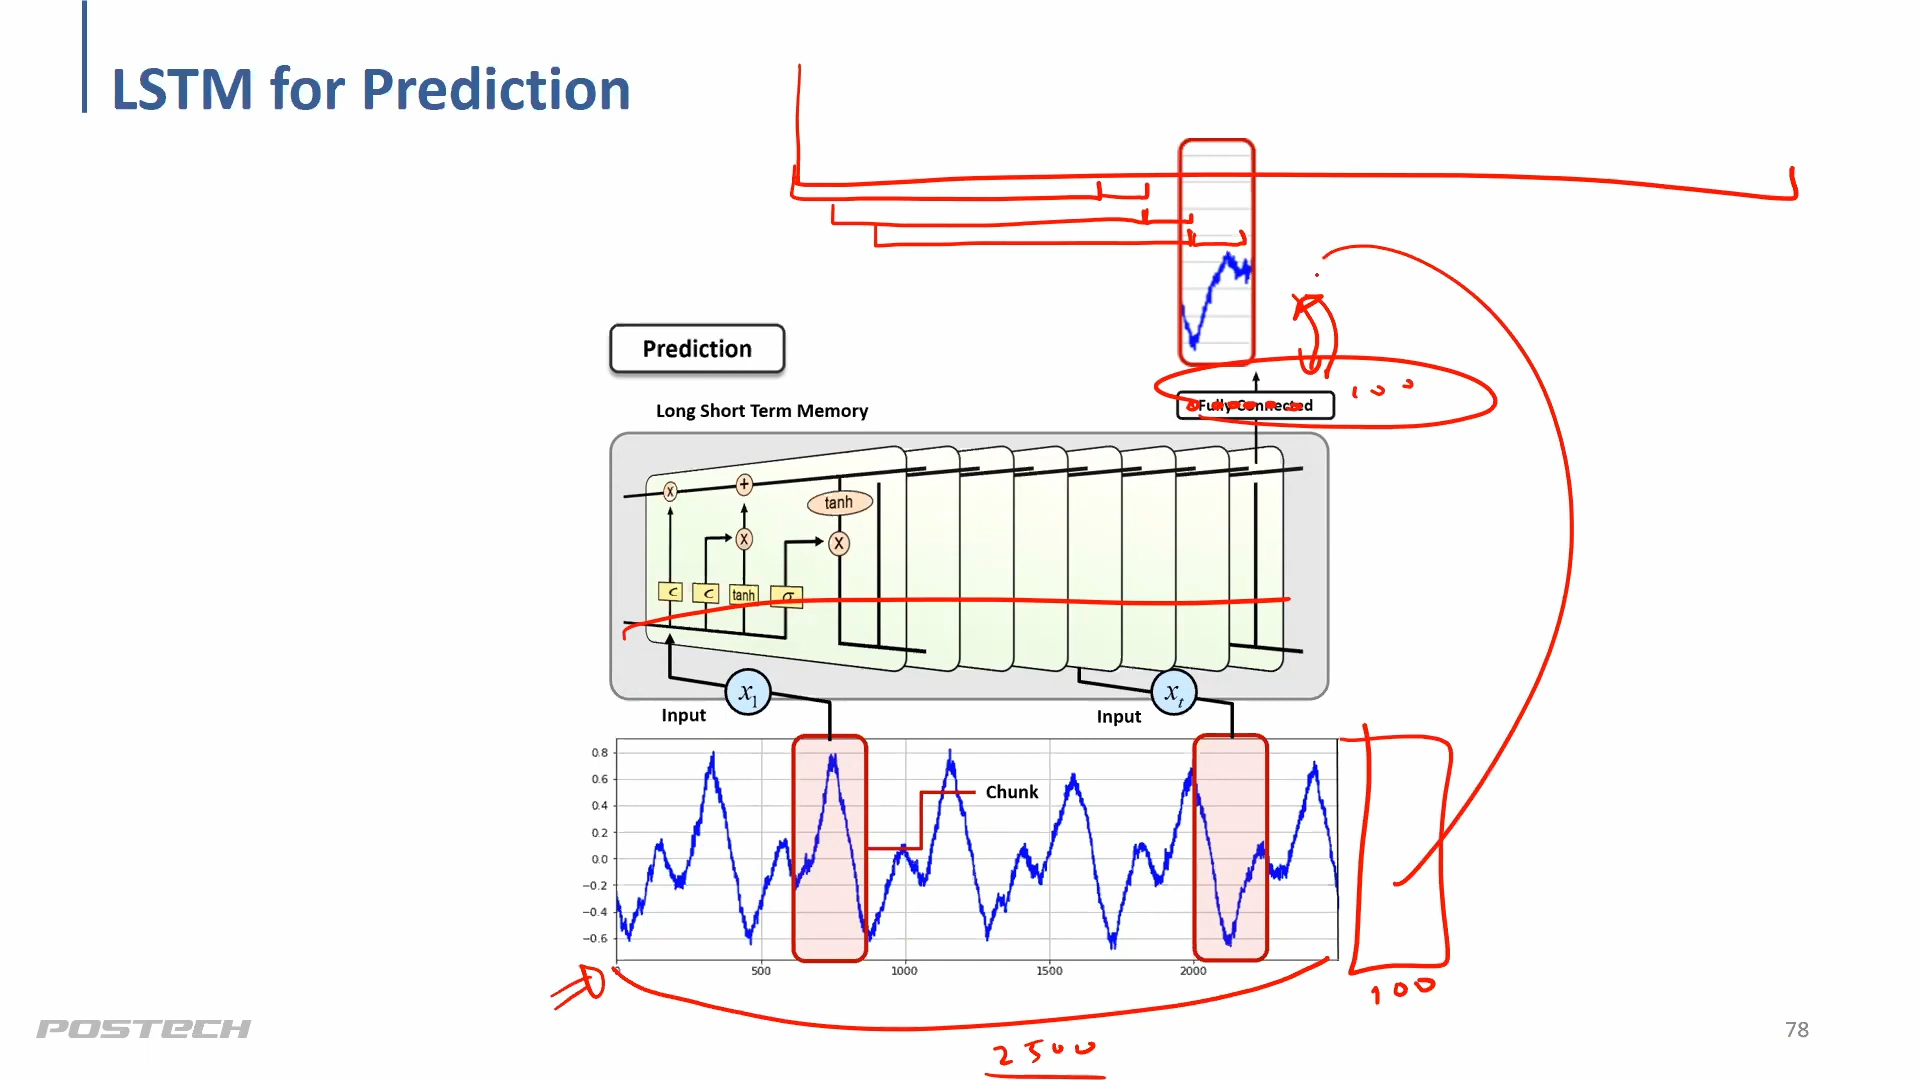 LSTM for Prediction
Prediction
Long Short Term Memory
Fully Connected
100
x + tanh
x x
tanh σ
x₁ xₜ
Input Input
0.8
0.6
0.4
0.2
0.0
−0.2
−0.4
−0.6
Chunk
0 500 1000 1500 2000
100
2500
POSTECH
78